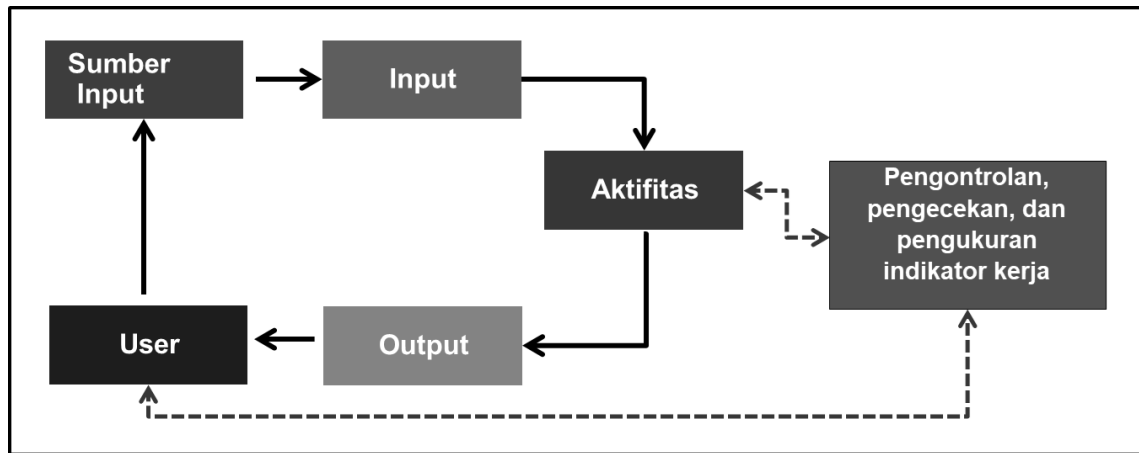 Sumber
Input
Input
Aktifitas
Pengontrolan,
pengecekan, dan
pengukuran
indikator kerja
User
Output